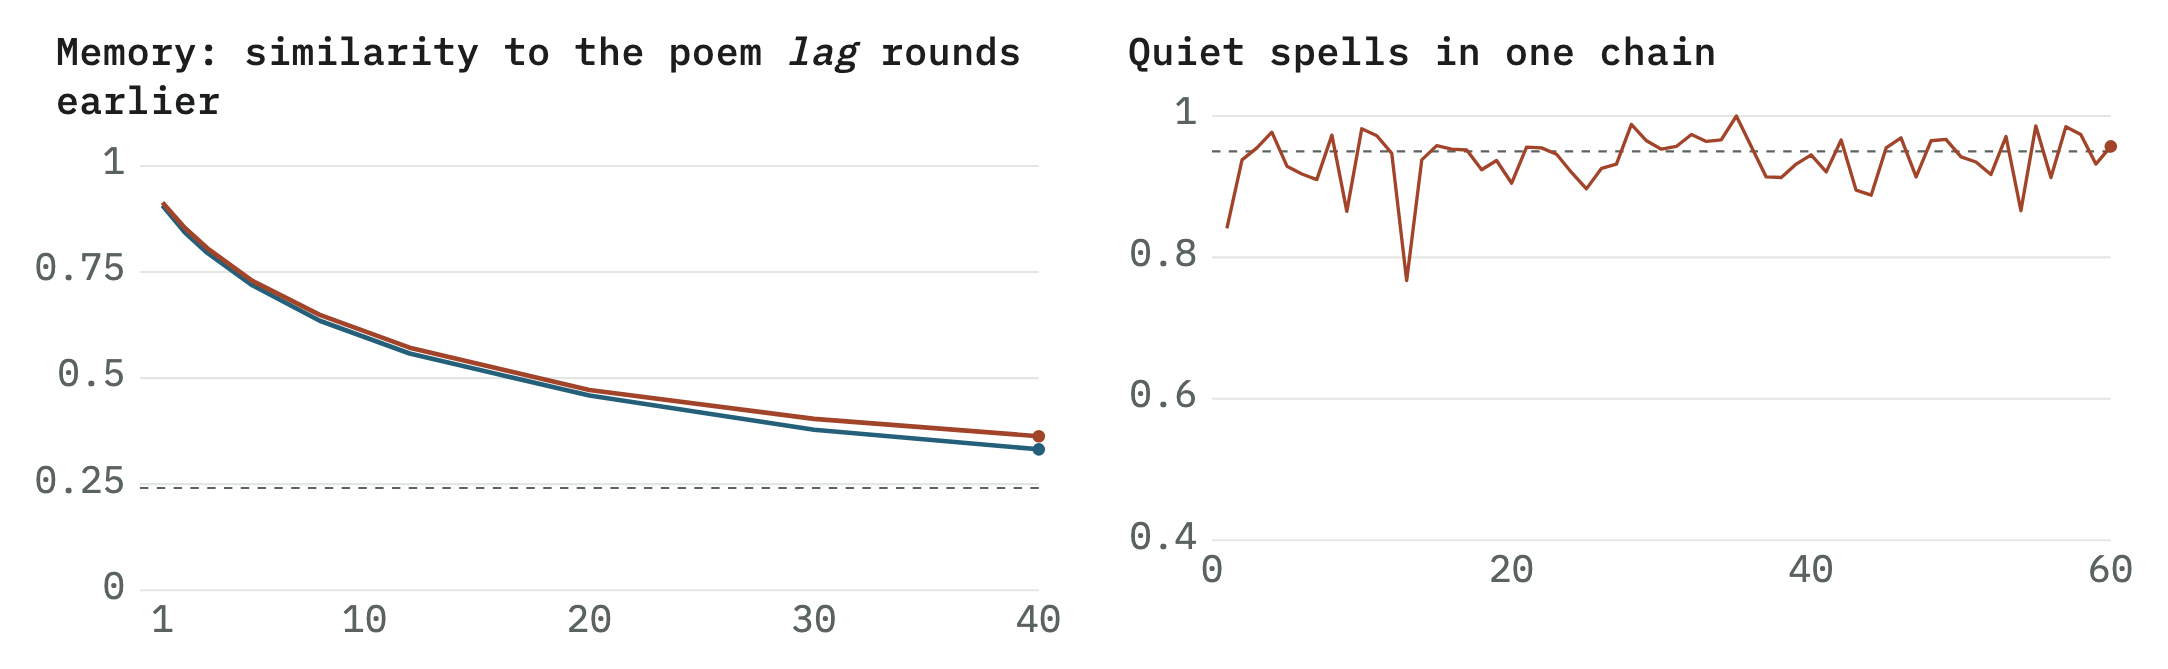 Memory: similarity to the poem lag rounds
earlier
1
0.75
0.5
0.25
0
1 10 20 30 40
Quiet spells in one chain
1
0.8
0.6
0.4
0 20 40 60